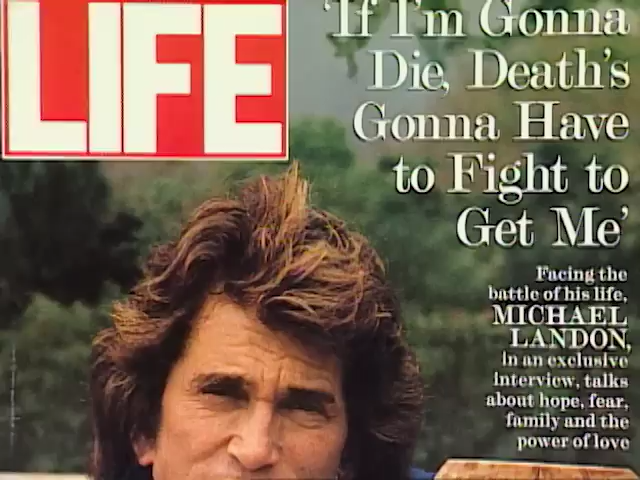 LIFE
'If I'm Gonna
Die, Death's
Gonna Have
to Fight to
Get Me'
Facing the
battle of his life,
MICHAEL
LANDON,
in an exclusive
interview, talks
about hope, fear,
family and the
power of love